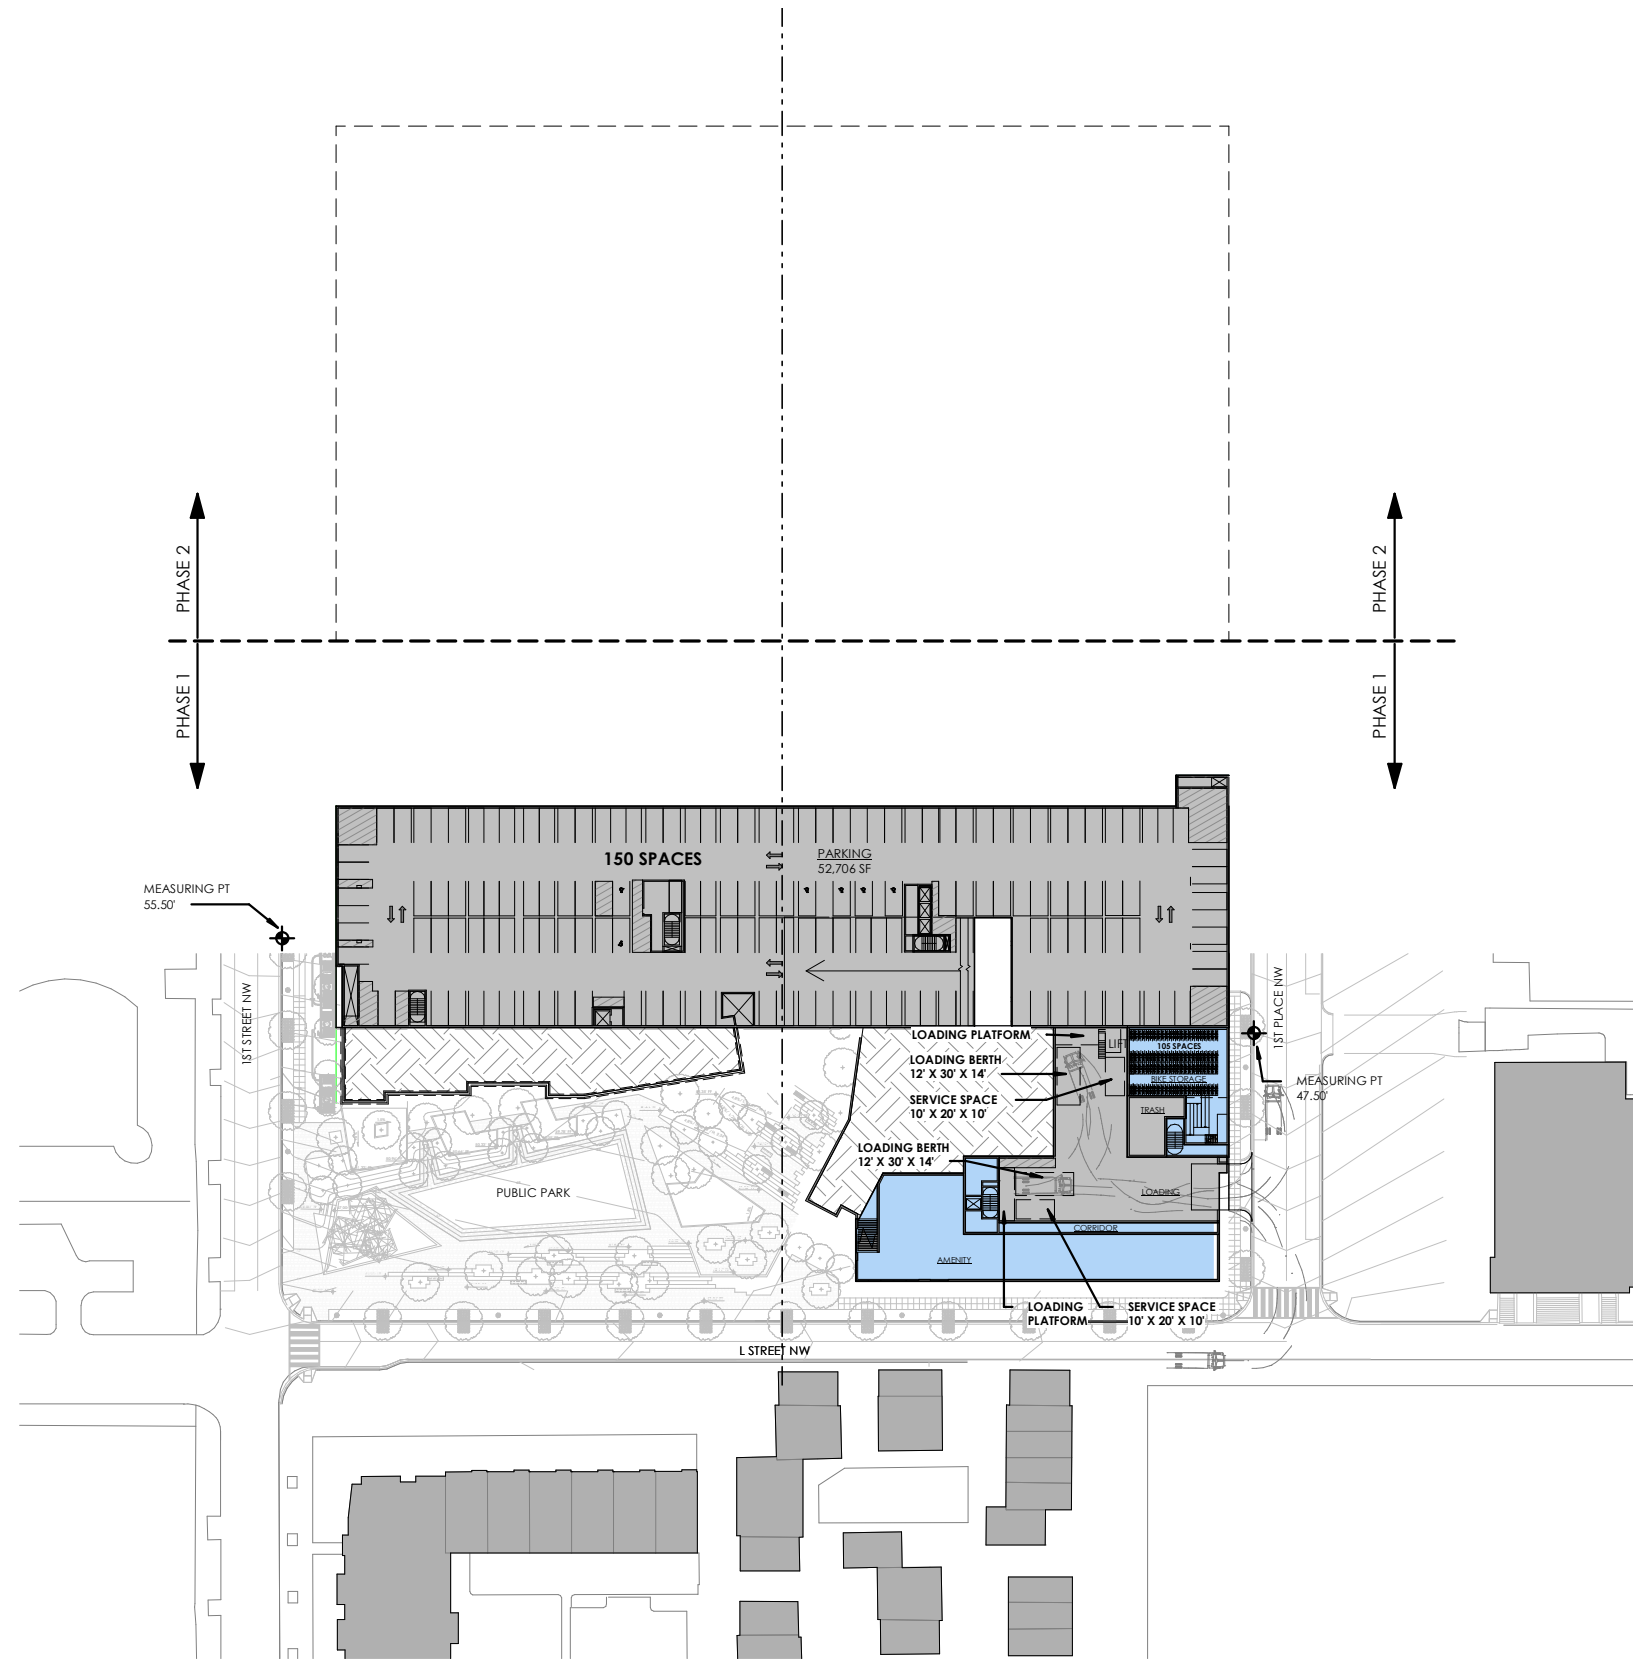 PHASE 2
PHASE 2
PHASE 1
PHASE 1
150 SPACES
PARKING
52,706 SF
MEASURING PT
55.50'
1ST STREET NW
1ST PLACE NW
LOADING PLATFORM
LIFT
105 SPACES
LOADING BERTH
12' X 30' X 14'
BIKE STORAGE
MEASURING PT
47.50'
SERVICE SPACE
10' X 20' X 10'
TRASH
LOADING BERTH
12' X 30' X 14'
PUBLIC PARK
LOADING
CORRIDOR
AMENITY
LOADING
PLATFORM
SERVICE SPACE
10' X 20' X 10'
L STREET NW